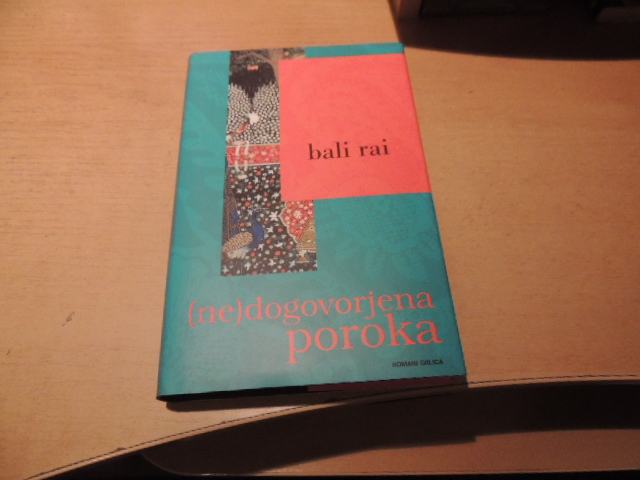 bali rai
(ne)dogovorjena
poroka
ROMANI GRLICA